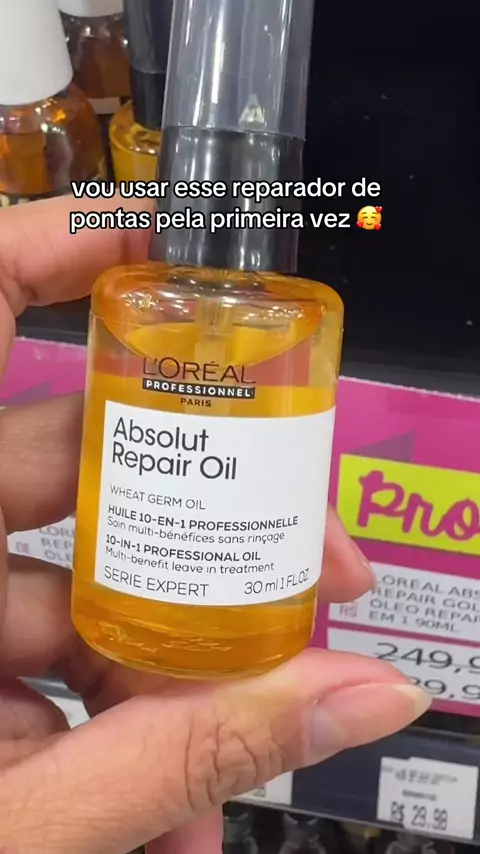 vou usar esse reparador de
pontas pela primeira vez 🥰
L'ORÉAL
PROFESSIONNEL
PARIS
Absolut
Repair Oil
WHEAT GERM OIL
HUILE 10-EN-1 PROFESSIONNELLE
Soin multi-bénéfices sans rinçage
10-IN-1 PROFESSIONAL OIL
Multi-benefit leave in treatment
SERIE EXPERT 30 ml 1 FL OZ
Pro
LOREAL ABS
REPAIR GOL
OLEO REPAR
EM 1 90ML
DE
R$
249,9
R$ 29,98